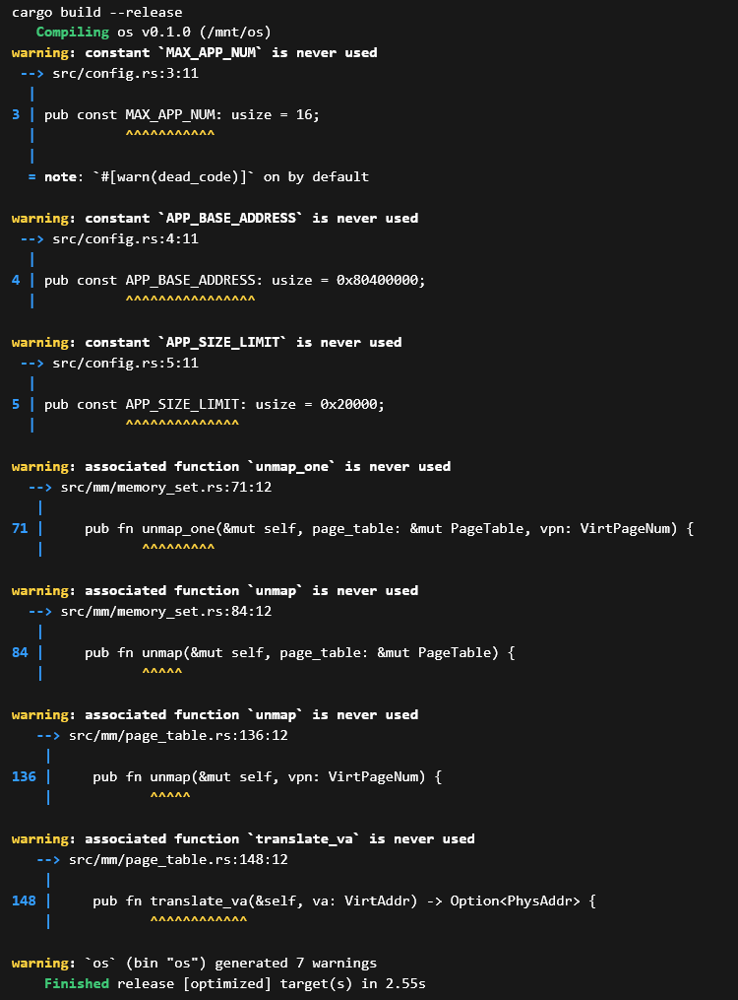 cargo build --release
   Compiling os v0.1.0 (/mnt/os)
warning: constant `MAX_APP_NUM` is never used
 --> src/config.rs:3:11
  |
3 | pub const MAX_APP_NUM: usize = 16;
  |           ^^^^^^^^^^^
  |
  = note: `#[warn(dead_code)]` on by default

warning: constant `APP_BASE_ADDRESS` is never used
 --> src/config.rs:4:11
  |
4 | pub const APP_BASE_ADDRESS: usize = 0x80400000;
  |           ^^^^^^^^^^^^^^^^

warning: constant `APP_SIZE_LIMIT` is never used
 --> src/config.rs:5:11
  |
5 | pub const APP_SIZE_LIMIT: usize = 0x20000;
  |           ^^^^^^^^^^^^^^

warning: associated function `unmap_one` is never used
  --> src/mm/memory_set.rs:71:12
   |
71 |     pub fn unmap_one(&mut self, page_table: &mut PageTable, vpn: VirtPageNum) {
   |            ^^^^^^^^^

warning: associated function `unmap` is never used
  --> src/mm/memory_set.rs:84:12
   |
84 |     pub fn unmap(&mut self, page_table: &mut PageTable) {
   |            ^^^^^

warning: associated function `unmap` is never used
   --> src/mm/page_table.rs:136:12
    |
136 |     pub fn unmap(&mut self, vpn: VirtPageNum) {
    |            ^^^^^

warning: associated function `translate_va` is never used
   --> src/mm/page_table.rs:148:12
    |
148 |     pub fn translate_va(&self, va: VirtAddr) -> Option<PhysAddr> {
    |            ^^^^^^^^^^^^

warning: `os` (bin "os") generated 7 warnings
    Finished release [optimized] target(s) in 2.55s